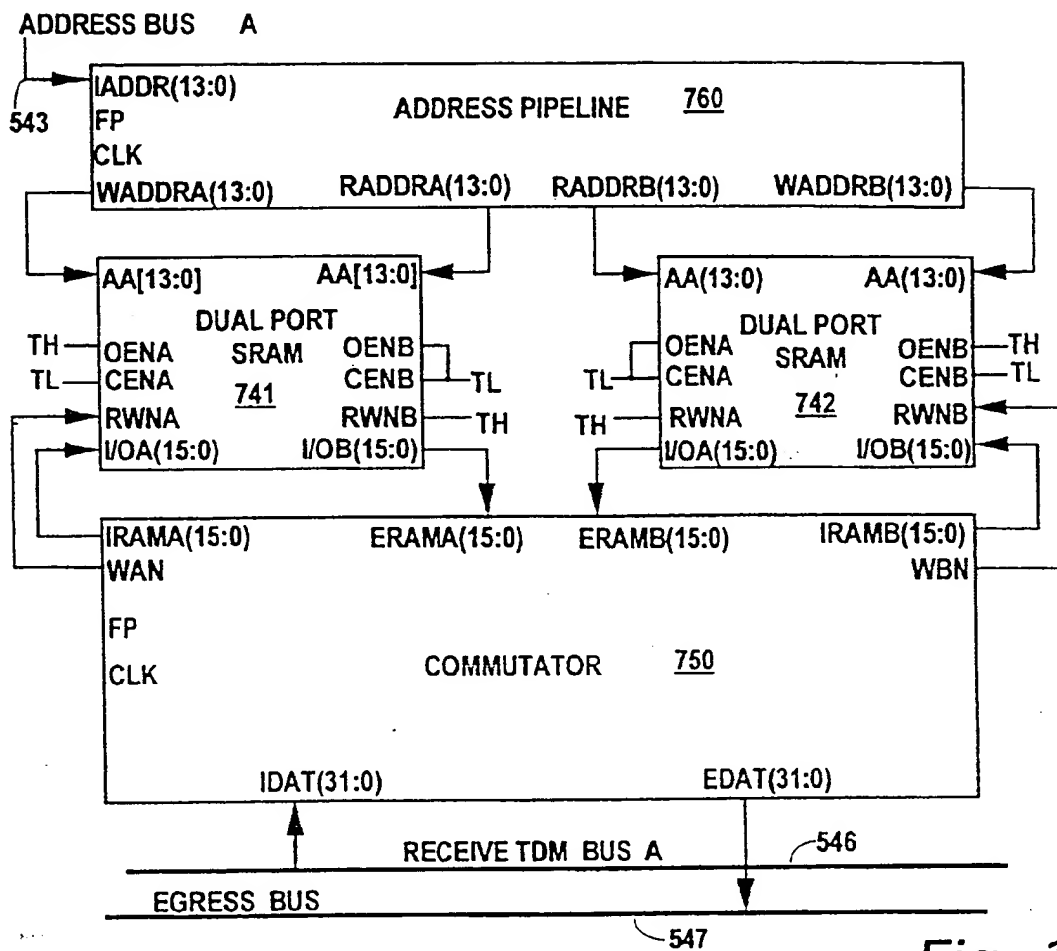 ADDRESS BUS A
543
IADDR(13:0)
FP
CLK
ADDRESS PIPELINE 760
WADDRA(13:0) RADDRA(13:0) RADDRB(13:0) WADDRB(13:0)
AA[13:0] AA[13:0]
DUAL PORT
SRAM
741
TH OENA OENB
TL CENA CENB TL
RWNA RWNB TH
I/OA(15:0) I/OB(15:0)
AA(13:0) AA(13:0)
DUAL PORT
SRAM
742
OENA OENB TH
TL CENA CENB TL
TH RWNA RWNB
I/OA(15:0) I/OB(15:0)
IRAMA(15:0) ERAMA(15:0) ERAMB(15:0) IRAMB(15:0)
WAN WBN
FP
CLK
COMMUTATOR 750
IDAT(31:0) EDAT(31:0)
RECEIVE TDM BUS A 546
EGRESS BUS
547